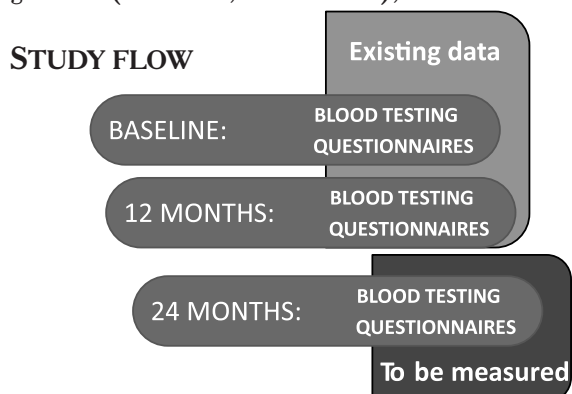 STUDY FLOW
Existing data
BASELINE: BLOOD TESTING
QUESTIONNAIRES
12 MONTHS: BLOOD TESTING
QUESTIONNAIRES
24 MONTHS: BLOOD TESTING
QUESTIONNAIRES
To be measured